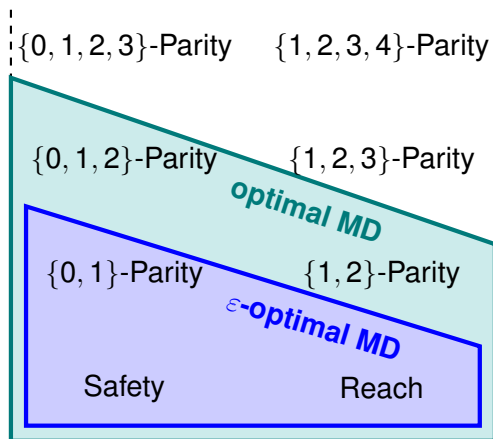 {0, 1, 2, 3}-Parity {1, 2, 3, 4}-Parity
{0, 1, 2}-Parity {1, 2, 3}-Parity
optimal MD
{0, 1}-Parity {1, 2}-Parity
ε-optimal MD
Safety Reach